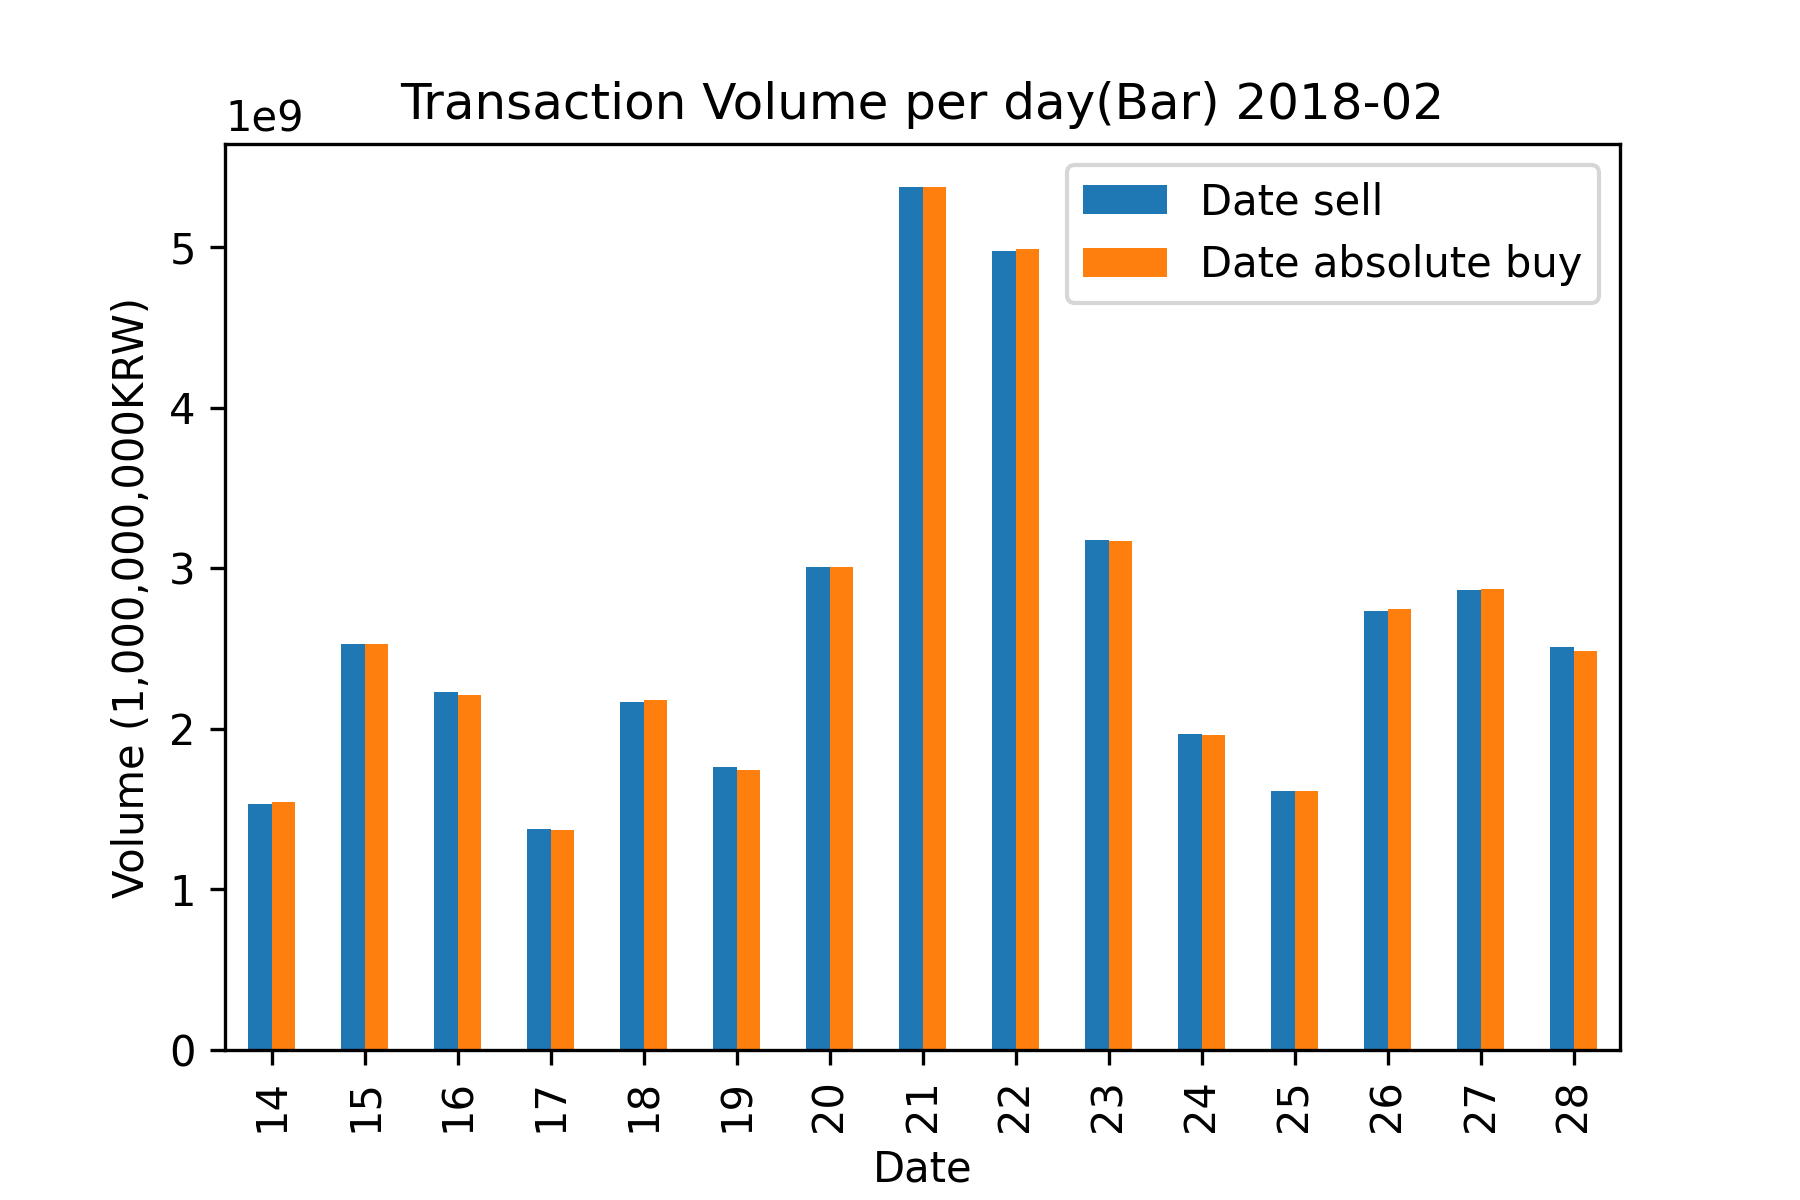 Transaction Volume per day(Bar) 2018-02
1e9
Date sell
Date absolute buy
Volume (1,000,000,000KRW)
5
4
3
2
1
0
14 15 16 17 18 19 20 21 22 23 24 25 26 27 28
Date